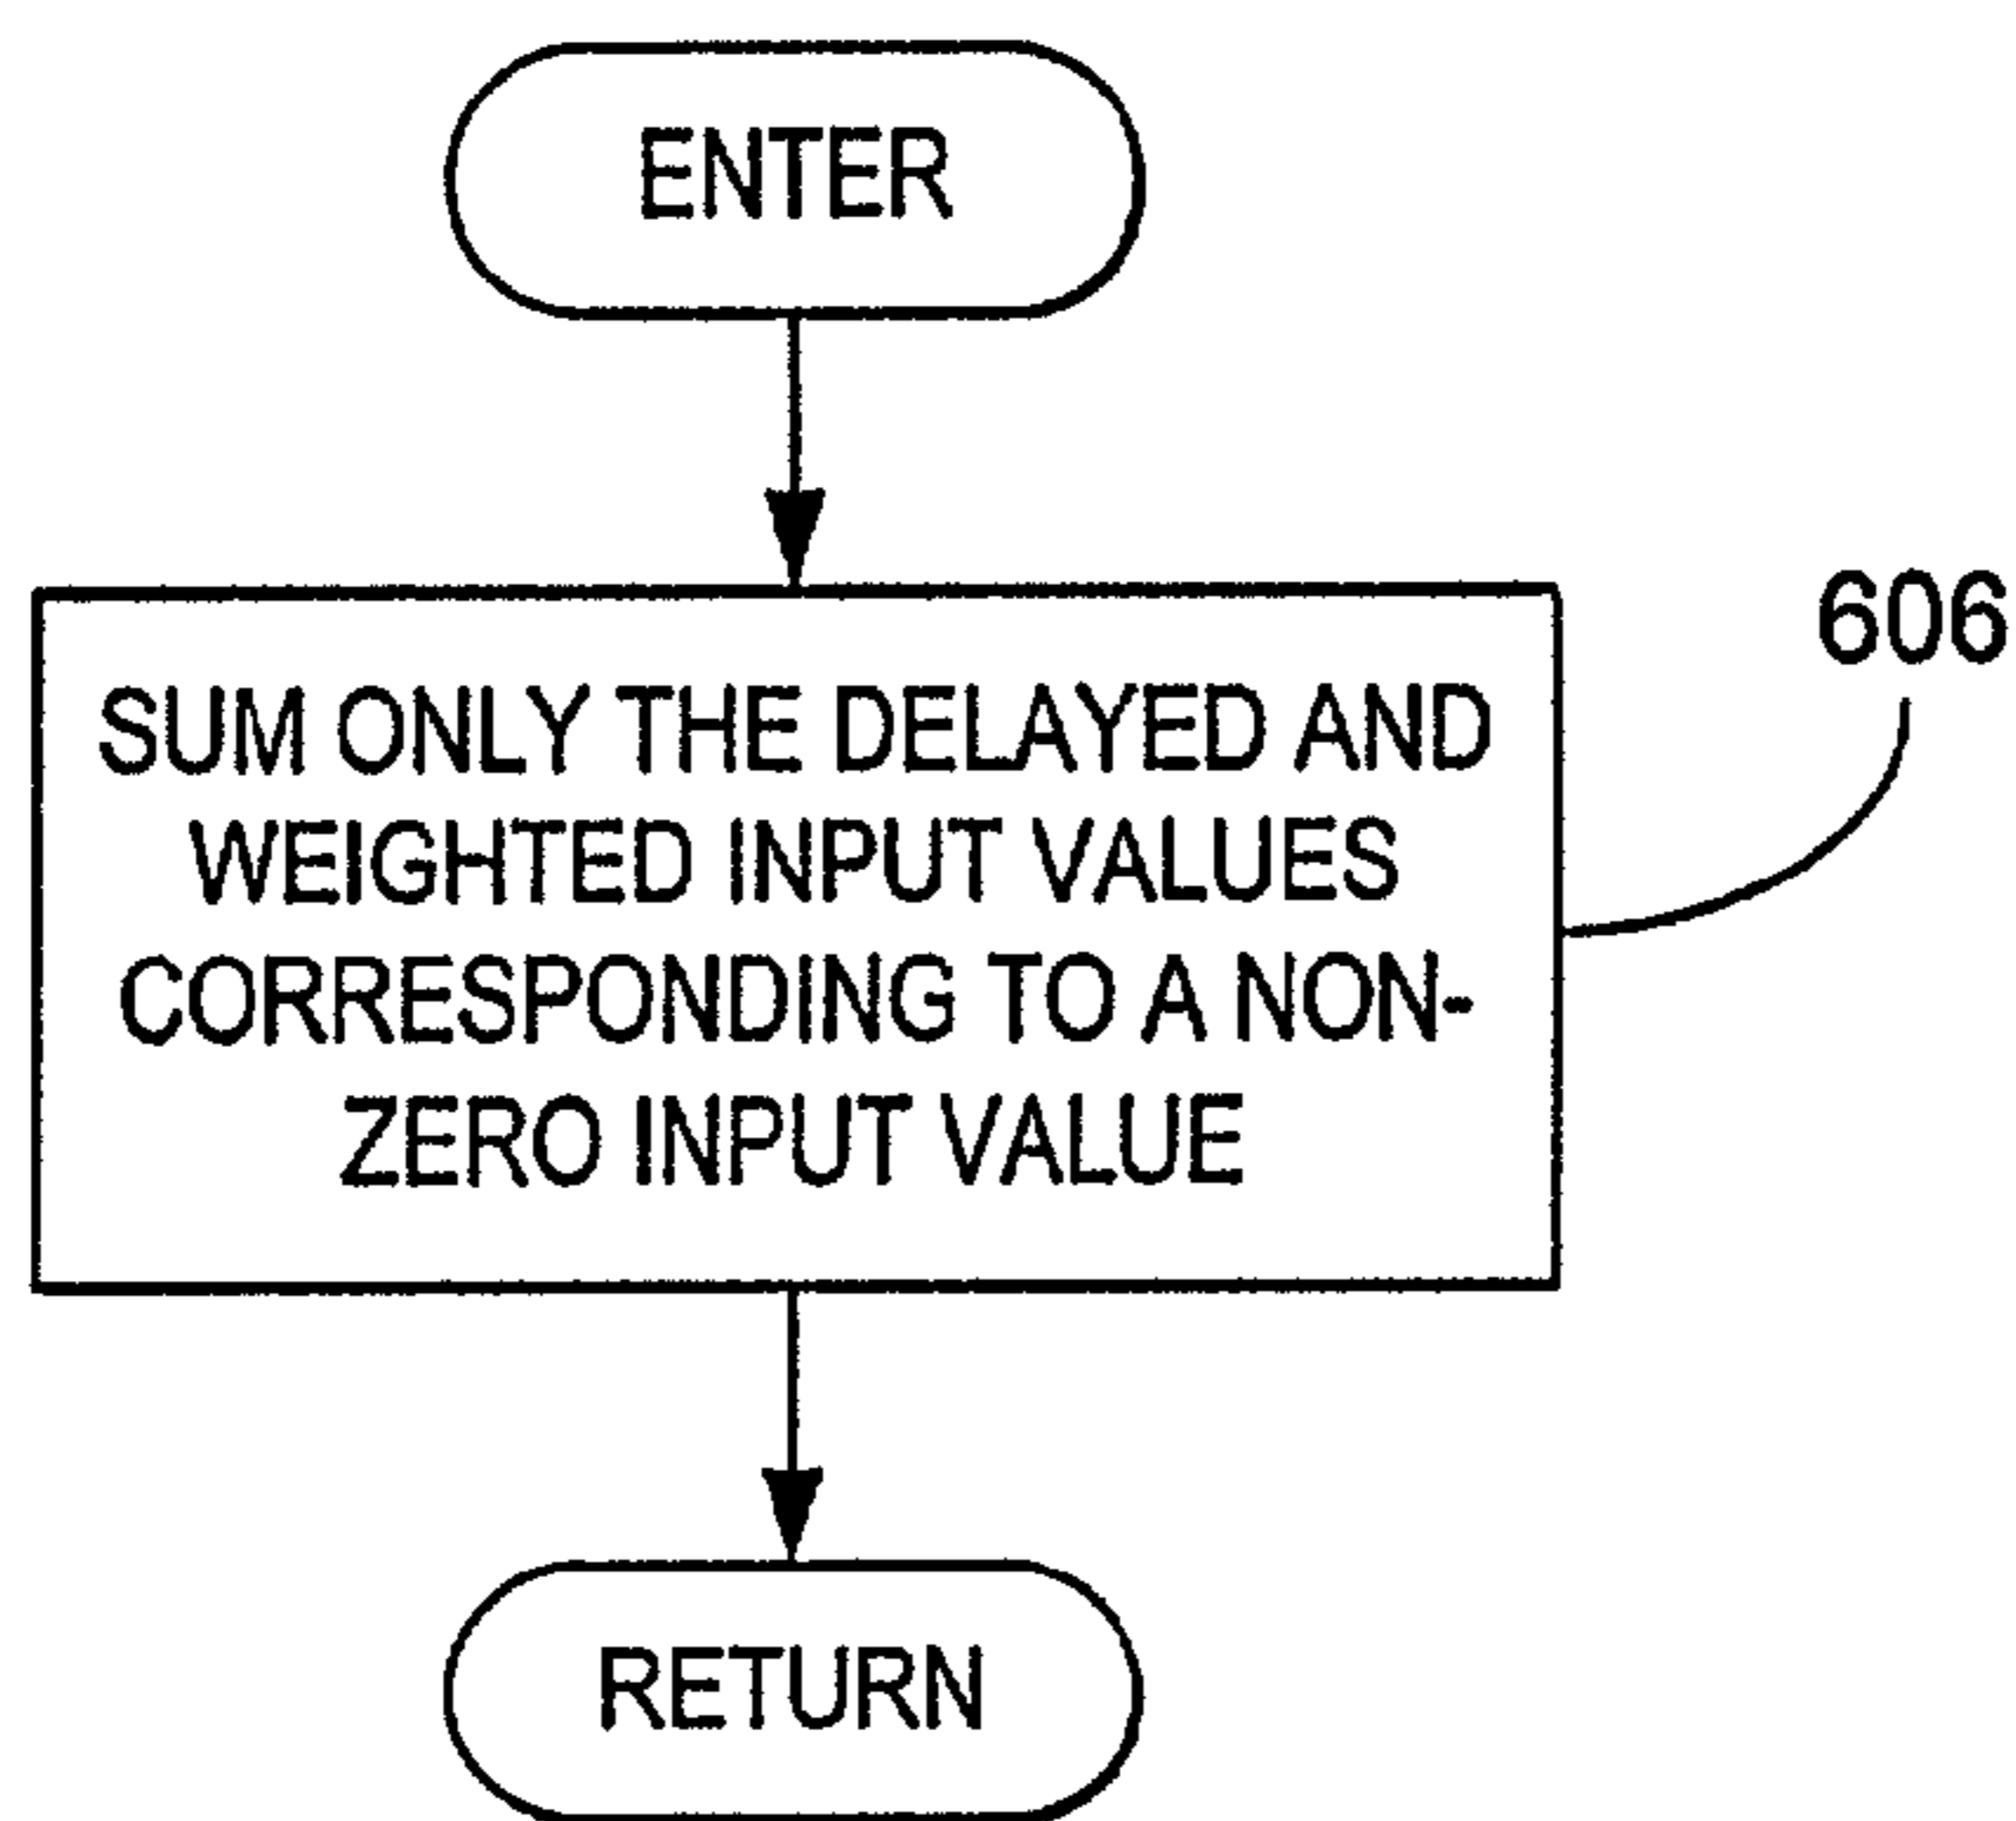 ENTER
606
SUM ONLY THE DELAYED AND
WEIGHTED INPUT VALUES
CORRESPONDING TO A NON-
ZERO INPUT VALUE
RETURN